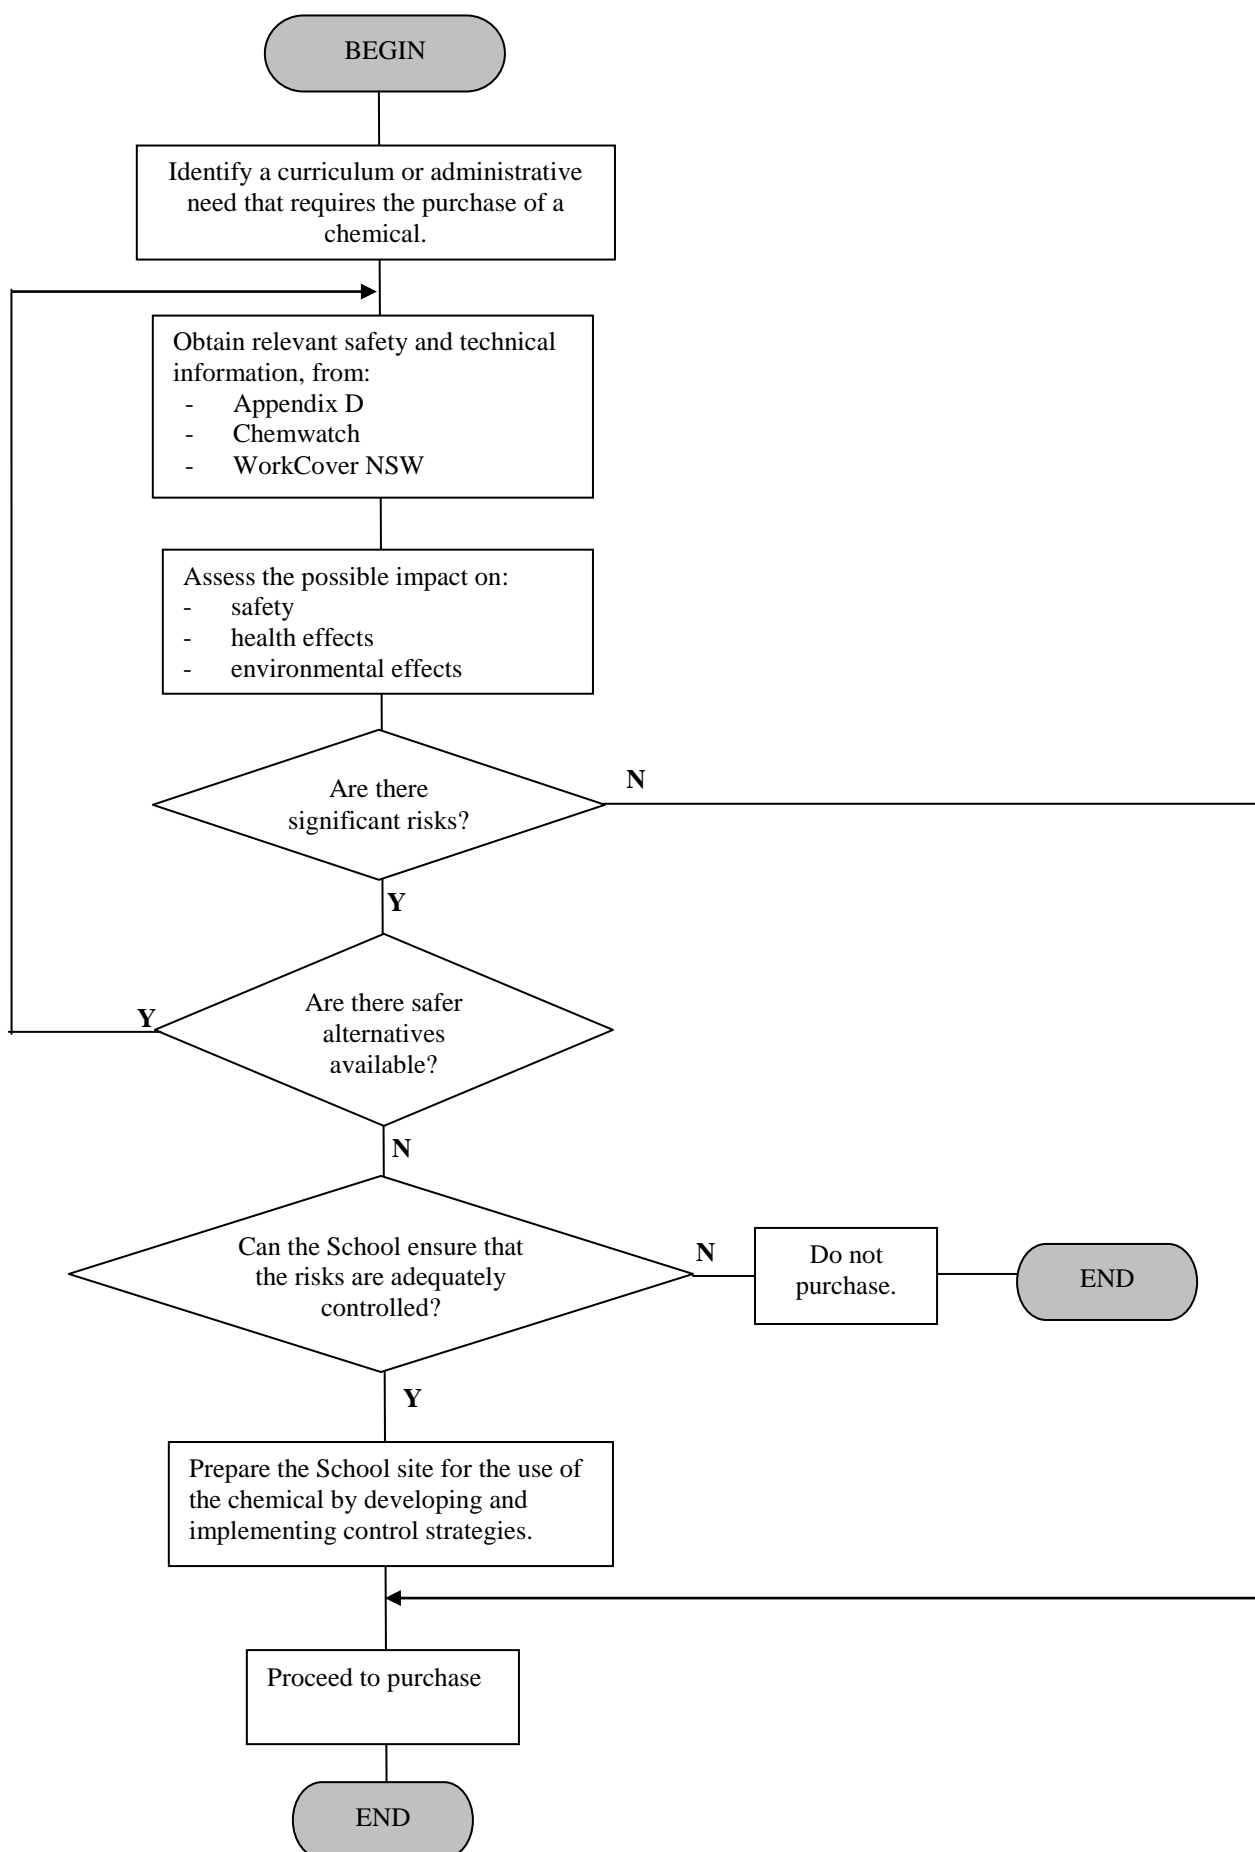 BEGIN
Identify a curriculum or administrative
need that requires the purchase of a
chemical.
Obtain relevant safety and technical
information, from:
- Appendix D
- Chemwatch
- WorkCover NSW
Assess the possible impact on:
- safety
- health effects
- environmental effects
N
Are there
significant risks?
Y
Are there safer
alternatives
available?
Y
N
Can the School ensure that
the risks are adequately
controlled?
N
Do not
purchase.
END
Y
Prepare the School site for the use of
the chemical by developing and
implementing control strategies.
Proceed to purchase
END